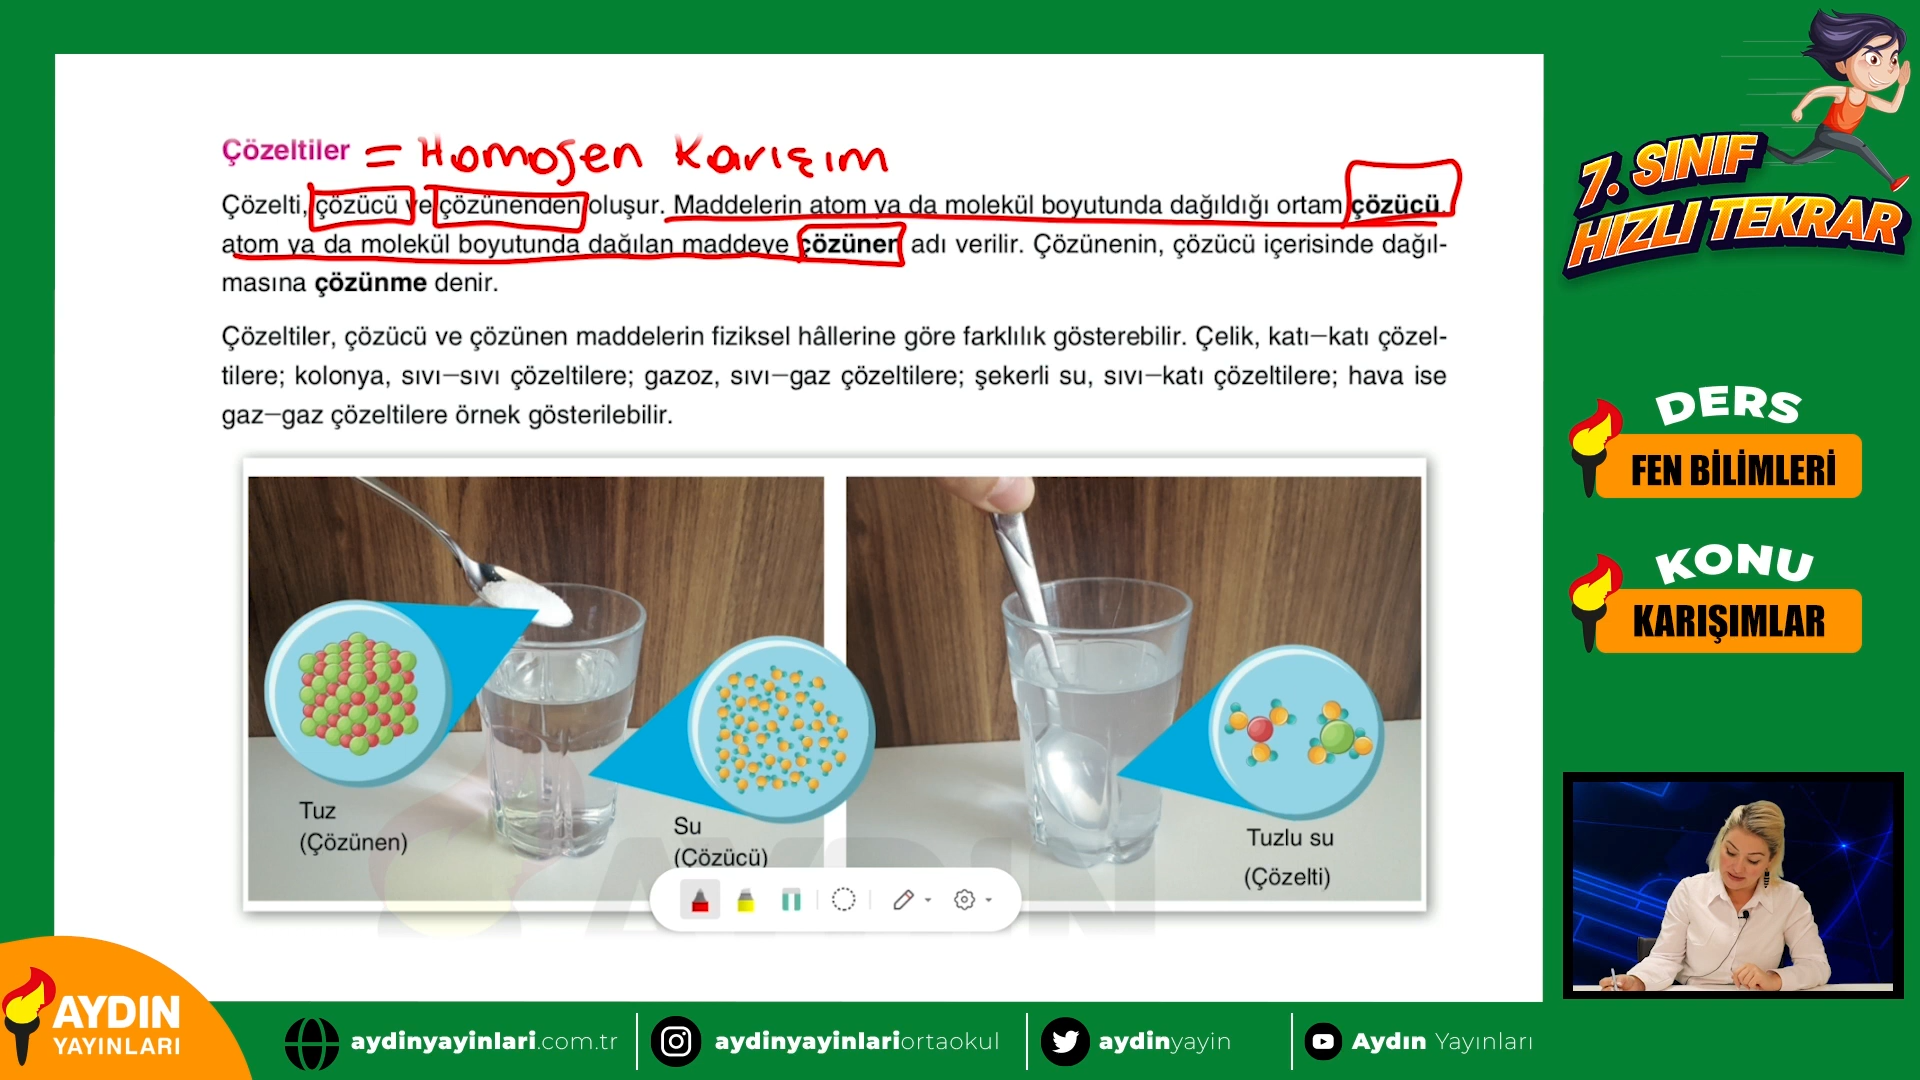 Çözeltiler = Homojen Karışım
Çözelti, çözücü ve çözünenden oluşur. Maddelerin atom ya da molekül boyutunda dağıldığı ortam çözücü,
atom ya da molekül boyutunda dağılan maddeye çözünen adı verilir. Çözünenin, çözücü içerisinde dağıl-
masına çözünme denir.
Çözeltiler, çözücü ve çözünen maddelerin fiziksel hâllerine göre farklılık gösterebilir. Çelik, katı–katı çözel-
tilere; kolonya, sıvı–sıvı çözeltilere; gazoz, sıvı–gaz çözeltilere; şekerli su, sıvı–katı çözeltilere; hava ise
gaz–gaz çözeltilere örnek gösterilebilir.
Tuz
(Çözünen)
Su
(Çözücü)
Tuzlu su
(Çözelti)
AYDIN
7. SINIF
HIZLI TEKRAR
DERS
FEN BİLİMLERİ
KONU
KARIŞIMLAR
AYDIN
YAYINLARI
aydinyayinlari.com.tr
aydinyayinlariortaokul
aydinyayin
Aydın Yayınları